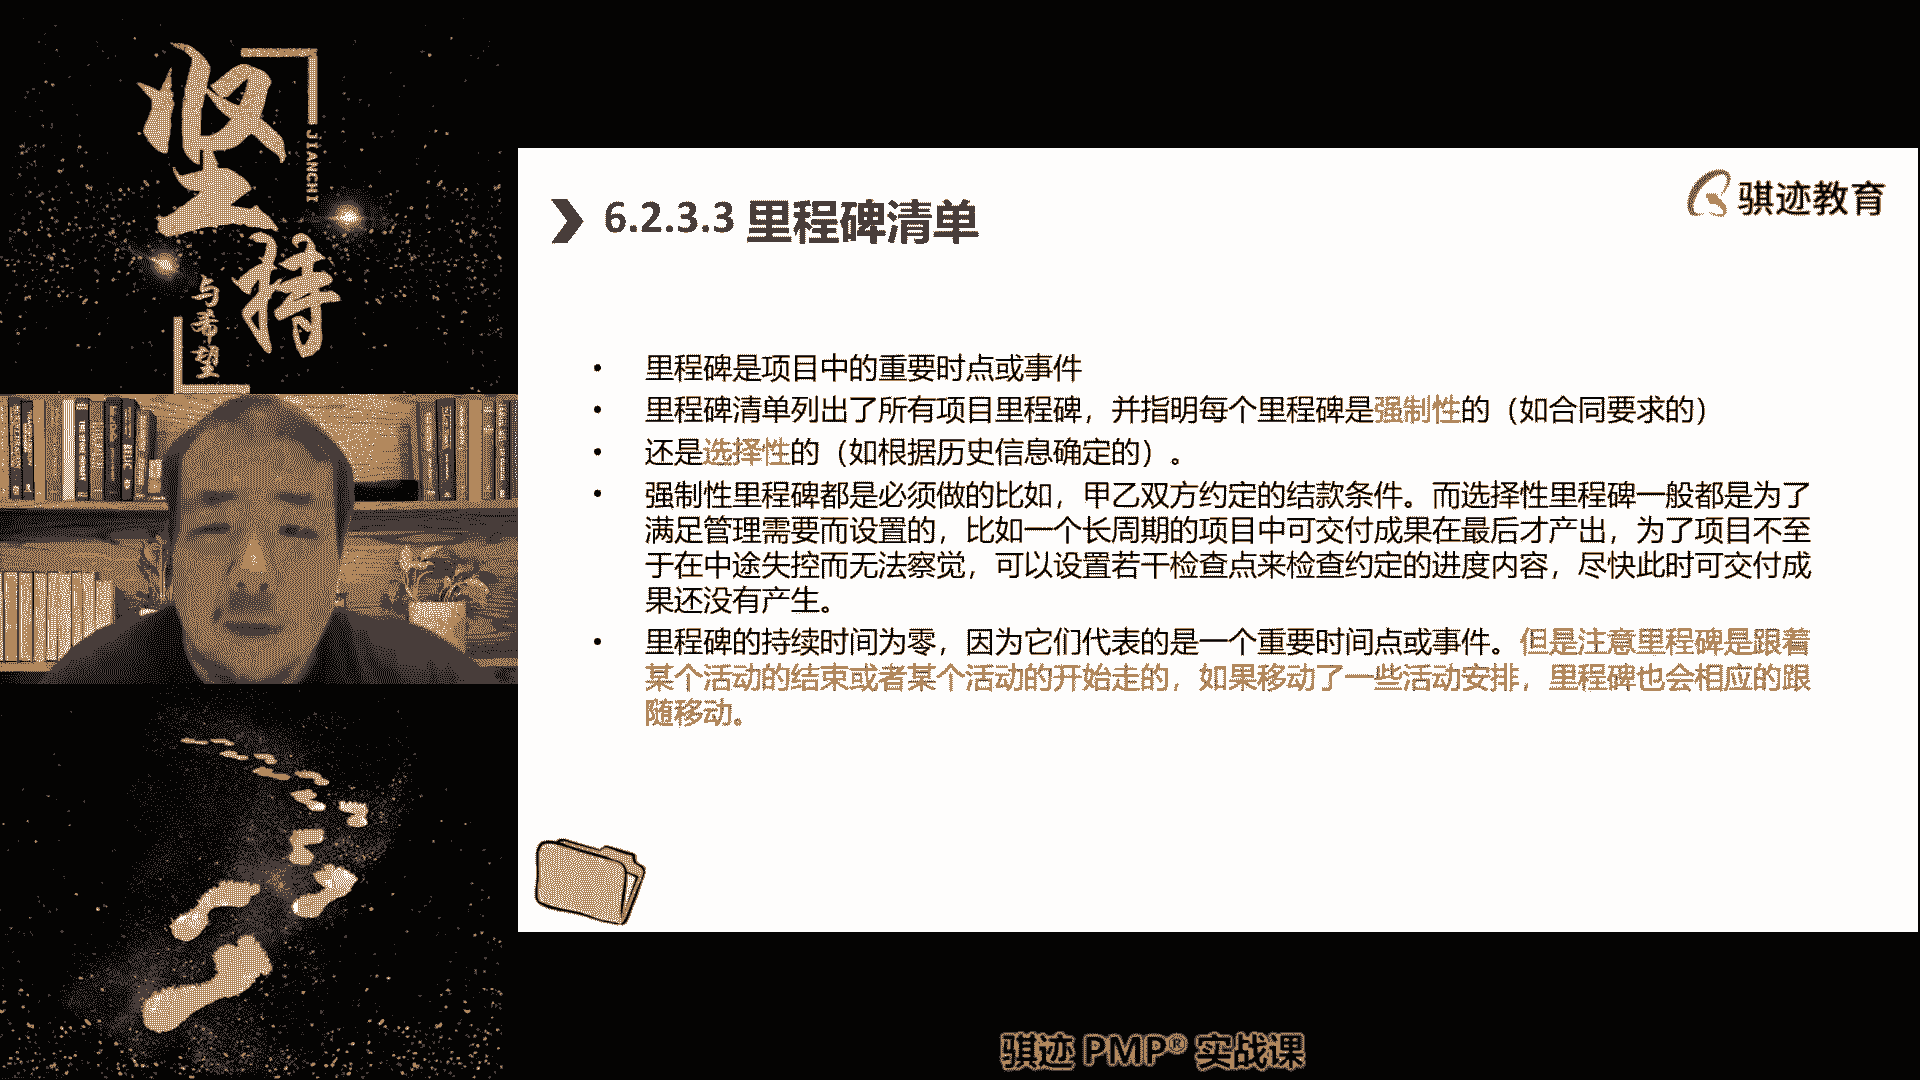 坚持
JIANCHI
与希望
骐迹教育
6.2.3.3 里程碑清单
• 里程碑是项目中的重要时点或事件
• 里程碑清单列出了所有项目里程碑，并指明每个里程碑是强制性的（如合同要求的）
• 还是选择性的（如根据历史信息确定的）。
• 强制性里程碑都是必须做的比如，甲乙双方约定的结款条件。而选择性里程碑一般都是为了
满足管理需要而设置的，比如一个长周期的项目中可交付成果在最后才产出，为了项目不至
于在中途失控而无法察觉，可以设置若干检查点来检查约定的进度内容，尽快此时可交付成
果还没有产生。
• 里程碑的持续时间为零，因为它们代表的是一个重要时间点或事件。但是注意里程碑是跟着
某个活动的结束或者某个活动的开始走的，如果移动了一些活动安排，里程碑也会相应的跟
随移动。
骐迹 PMP® 实战课